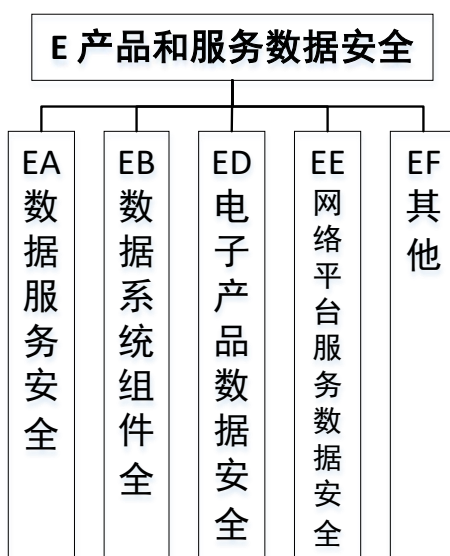 E 产品和服务数据安全
EA
数据服务安全
EB
数据系统组件全
ED
电子产品数据安全
EE
网络平台服务数据安全
EF
其他